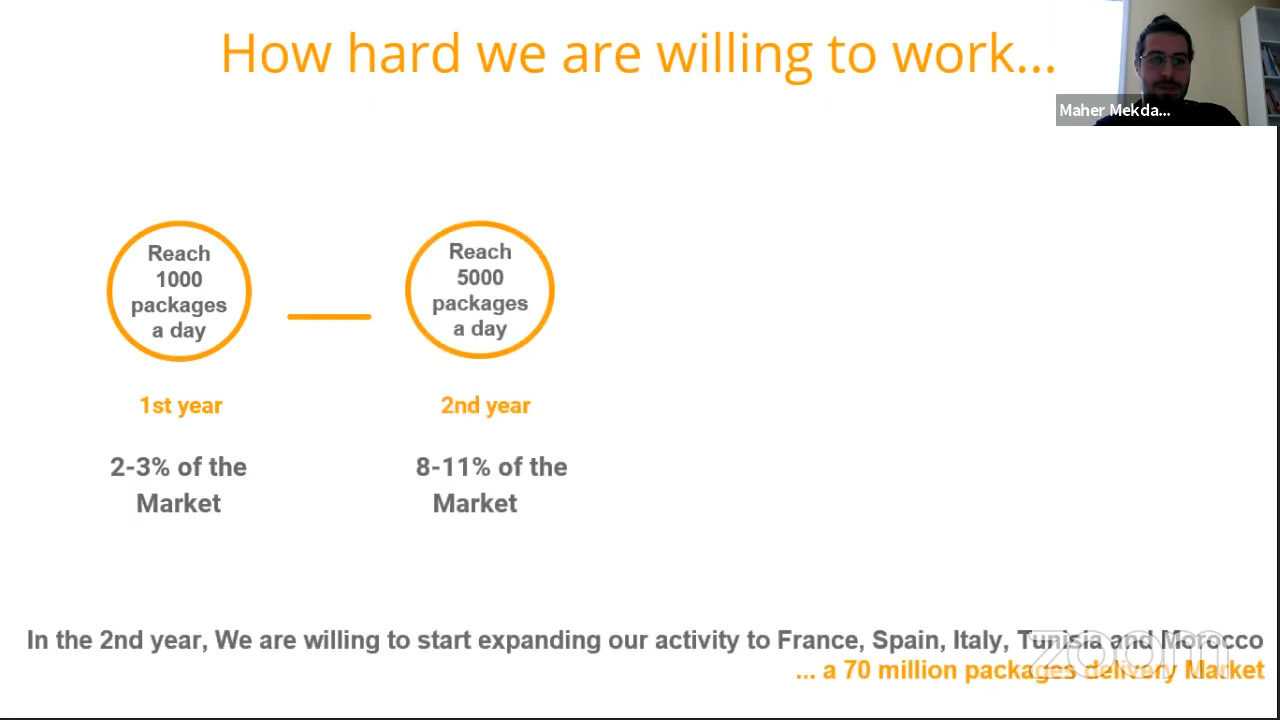 How hard we are willing to work...
Maher Mekda...
Reach
1000
packages
a day
Reach
5000
packages
a day
1st year
2nd year
2-3% of the
Market
8-11% of the
Market
In the 2nd year, We are willing to start expanding our activity to France, Spain, Italy, Tunisia and Morocco
... a 70 million packages delivery Market
zoom